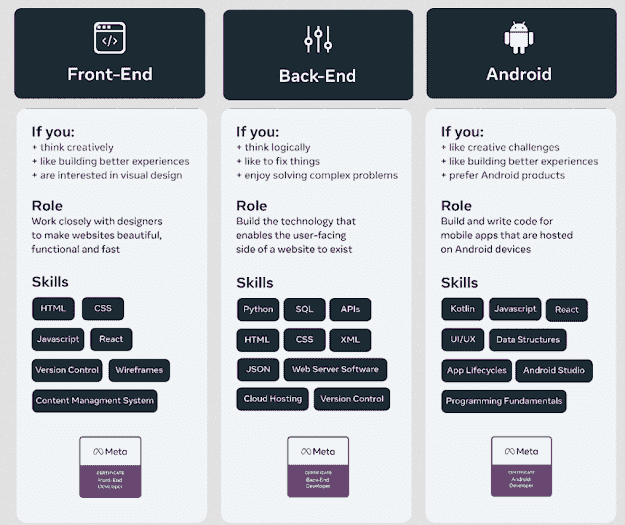 Front-End
If you:
+ think creatively
+ like building better experiences
+ are interested in visual design
Role
Work closely with designers
to make websites beautiful,
functional and fast
Skills
HTML CSS
Javascript React
Version Control Wireframes
Content Managment System
Meta
CERTIFICATE
Front-End
Developer
Back-End
If you:
+ think logically
+ like to fix things
+ enjoy solving complex problems
Role
Build the technology that
enables the user-facing
side of a website to exist
Skills
Python SQL APIs
HTML CSS XML
JSON Web Server Software
Cloud Hosting Version Control
Meta
CERTIFICATE
Back-End
Developer
Android
If you:
+ like creative challenges
+ like building better experiences
+ prefer Android products
Role
Build and write code for
mobile apps that are hosted
on Android devices
Skills
Kotlin Javascript React
UI/UX Data Structures
App Lifecycles Android Studio
Programming Fundamentals
Meta
CERTIFICATE
Android
Developer